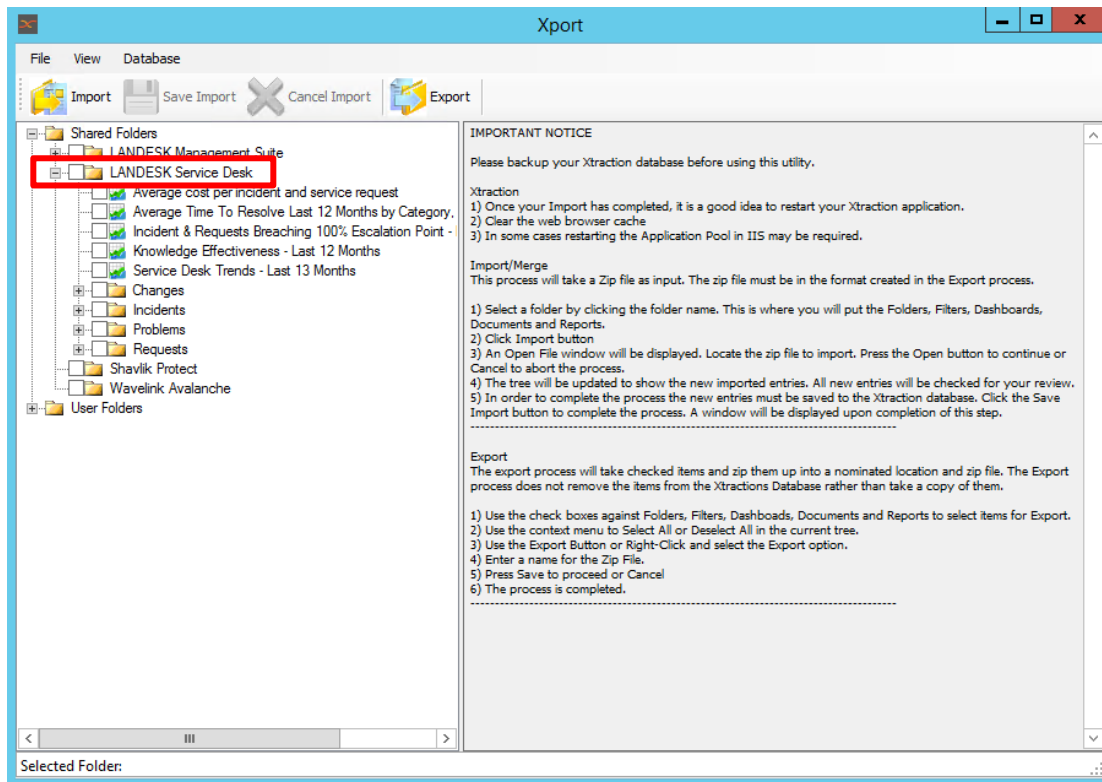 Xport
File View Database
Import Save Import Cancel Import Export
Shared Folders
LANDESK Management Suite
LANDESK Service Desk
Average cost per incident and service request
Average Time To Resolve Last 12 Months by Category,
Incident & Requests Breaching 100% Escalation Point -
Knowledge Effectiveness - Last 12 Months
Service Desk Trends - Last 13 Months
Changes
Incidents
Problems
Requests
Shavlik Protect
Wavelink Avalanche
User Folders
IMPORTANT NOTICE
Please backup your Xtraction database before using this utility.
Xtraction
1) Once your Import has completed, it is a good idea to restart your Xtraction application.
2) Clear the web browser cache
3) In some cases restarting the Application Pool in IIS may be required.
Import/Merge
This process will take a Zip file as input. The zip file must be in the format created in the Export process.
1) Select a folder by clicking the folder name. This is where you will put the Folders, Filters, Dashboards,
Documents and Reports.
2) Click Import button
3) An Open File window will be displayed. Locate the zip file to import. Press the Open button to continue or
Cancel to abort the process.
4) The tree will be updated to show the new imported entries. All new entries will be checked for your review.
5) In order to complete the process the new entries must be saved to the Xtraction database. Click the Save
Import button to complete the process. A window will be displayed upon completion of this step.
----------------------------------------------------------------------------------------
Export
The export process will take checked items and zip them up into a nominated location and zip file. The Export
process does not remove the items from the Xtractions Database rather than take a copy of them.
1) Use the check boxes against Folders, Filters, Dashboads, Documents and Reports to select items for Export.
2) Use the context menu to Select All or Deselect All in the current tree.
3) Use the Export Button or Right-Click and select the Export option.
4) Enter a name for the Zip File.
5) Press Save to proceed or Cancel
6) The process is completed.
----------------------------------------------------------------------------------------
Selected Folder: